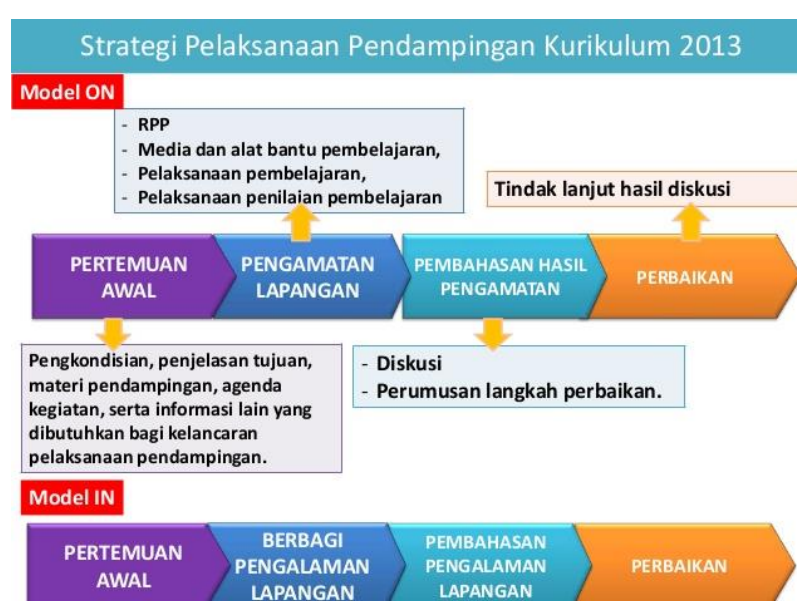 Strategi Pelaksanaan Pendampingan Kurikulum 2013
Model ON
- RPP
- Media dan alat bantu pembelajaran,
- Pelaksanaan pembelajaran,
- Pelaksanaan penilaian pembelajaran
Tindak lanjut hasil diskusi
PERTEMUAN
AWAL
PENGAMATAN
LAPANGAN
PEMBAHASAN HASIL
PENGAMATAN
PERBAIKAN
Pengkondisian, penjelasan tujuan,
materi pendampingan, agenda
kegiatan, serta informasi lain yang
dibutuhkan bagi kelancaran
pelaksanaan pendampingan.
- Diskusi
- Perumusan langkah perbaikan.
Model IN
PERTEMUAN
AWAL
BERBAGI
PENGALAMAN
LAPANGAN
PEMBAHASAN
PENGALAMAN
LAPANGAN
PERBAIKAN